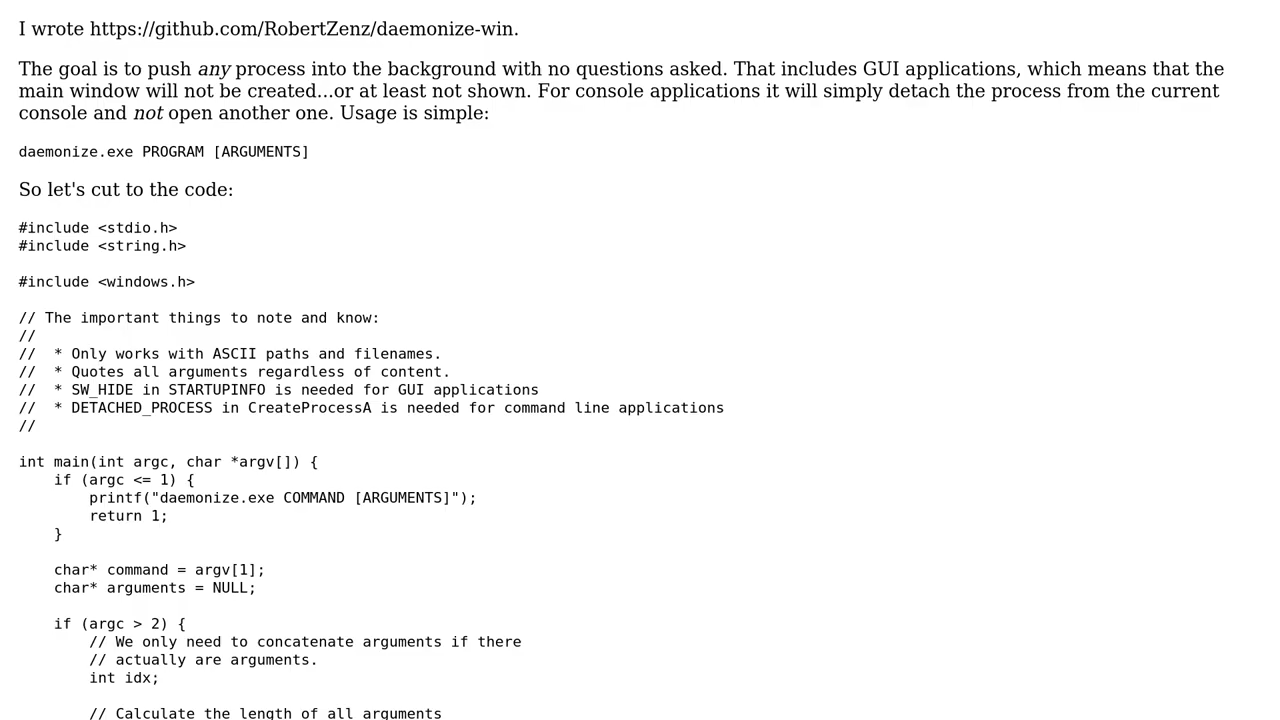 I wrote https://github.com/RobertZenz/daemonize-win.
The goal is to push any process into the background with no questions asked. That includes GUI applications, which means that the
main window will not be created...or at least not shown. For console applications it will simply detach the process from the current
console and not open another one. Usage is simple:
daemonize.exe PROGRAM [ARGUMENTS]
So let's cut to the code:
#include <stdio.h>
#include <string.h>
#include <windows.h>
// The important things to note and know:
//
//  * Only works with ASCII paths and filenames.
//  * Quotes all arguments regardless of content.
//  * SW_HIDE in STARTUPINFO is needed for GUI applications
//  * DETACHED_PROCESS in CreateProcessA is needed for command line applications
//
int main(int argc, char *argv[]) {
    if (argc <= 1) {
        printf("daemonize.exe COMMAND [ARGUMENTS]");
        return 1;
    }
    char* command = argv[1];
    char* arguments = NULL;
    if (argc > 2) {
        // We only need to concatenate arguments if there
        // actually are arguments.
        int idx;
        // Calculate the length of all arguments